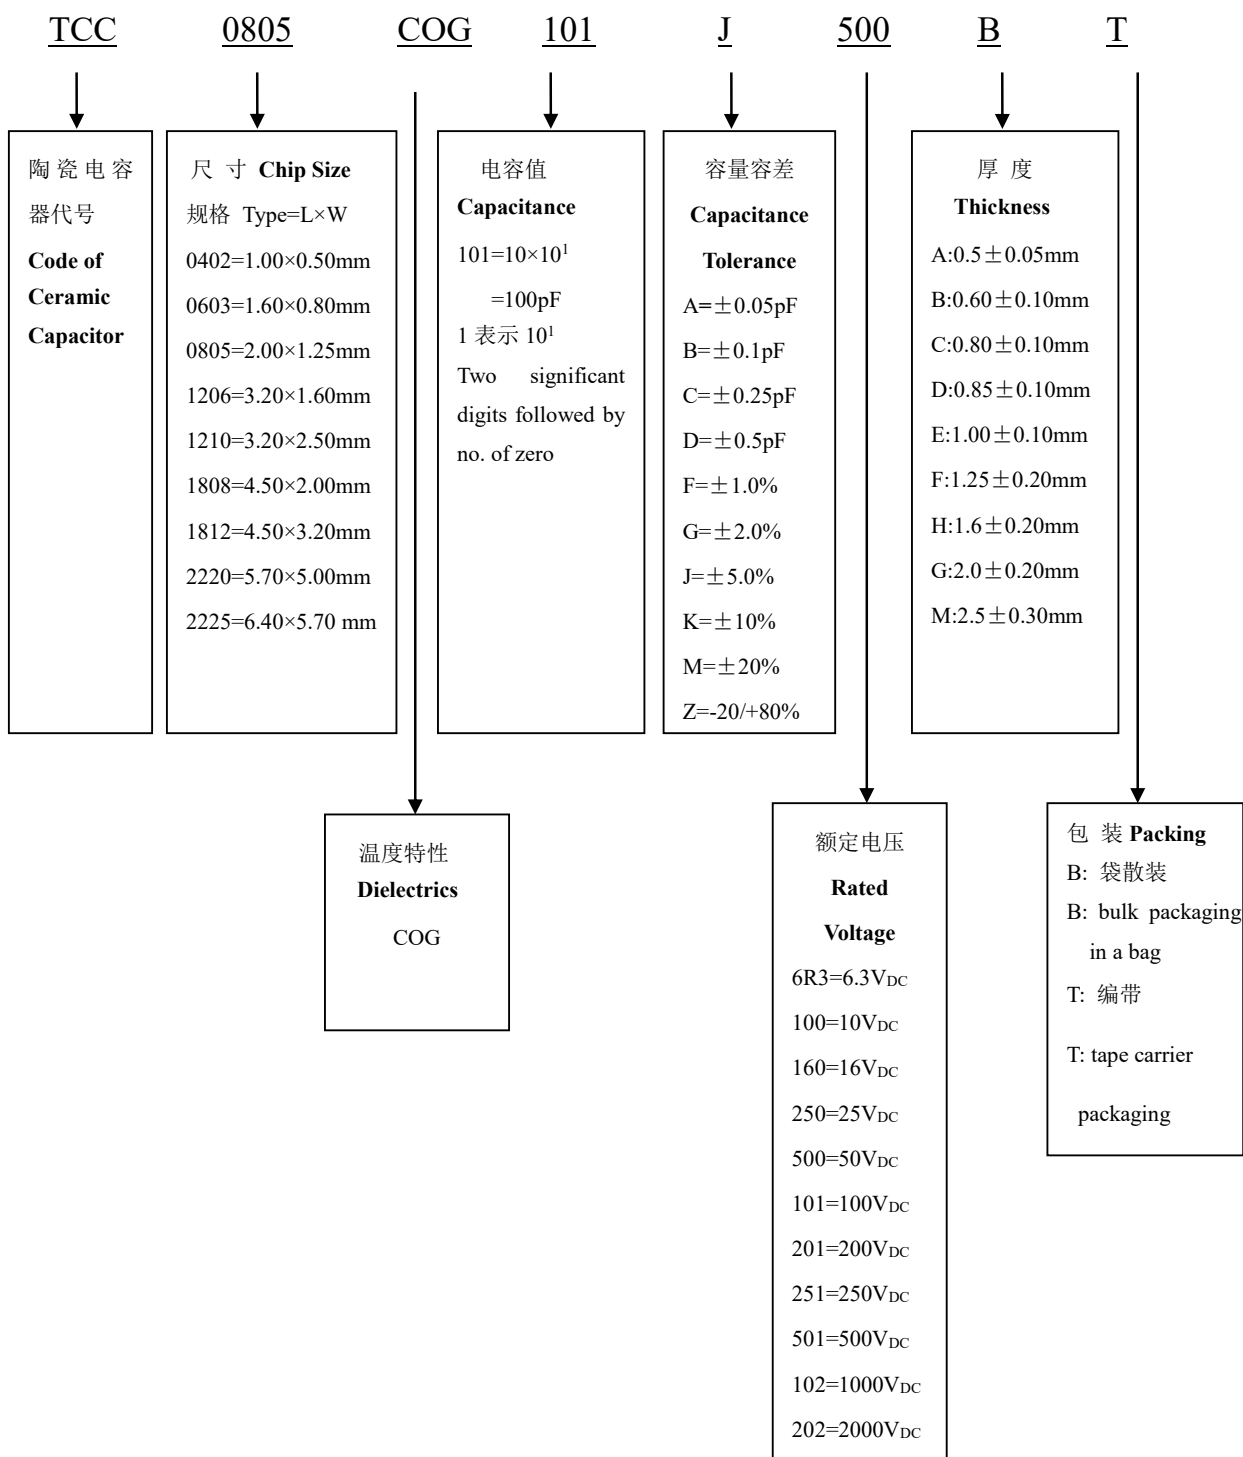 TCC 0805 COG 101 J 500 B T
陶瓷电容
器代号
Code of
Ceramic
Capacitor
尺 寸 Chip Size
规格 Type=L×W
0402=1.00×0.50mm
0603=1.60×0.80mm
0805=2.00×1.25mm
1206=3.20×1.60mm
1210=3.20×2.50mm
1808=4.50×2.00mm
1812=4.50×3.20mm
2220=5.70×5.00mm
2225=6.40×5.70 mm
电容值
Capacitance
101=10×10¹
=100pF
1 表示 10¹
Two significant
digits followed by
no. of zero
容量容差
Capacitance
Tolerance
A=±0.05pF
B=±0.1pF
C=±0.25pF
D=±0.5pF
F=±1.0%
G=±2.0%
J=±5.0%
K=±10%
M=±20%
Z=-20/+80%
厚 度
Thickness
A:0.5±0.05mm
B:0.60±0.10mm
C:0.80±0.10mm
D:0.85±0.10mm
E:1.00±0.10mm
F:1.25±0.20mm
H:1.6±0.20mm
G:2.0±0.20mm
M:2.5±0.30mm
温度特性
Dielectrics
COG
额定电压
Rated
Voltage
6R3=6.3VDC
100=10VDC
160=16VDC
250=25VDC
500=50VDC
101=100VDC
201=200VDC
251=250VDC
501=500VDC
102=1000VDC
202=2000VDC
包 装 Packing
B: 袋散装
B: bulk packaging
in a bag
T: 编带
T: tape carrier
packaging